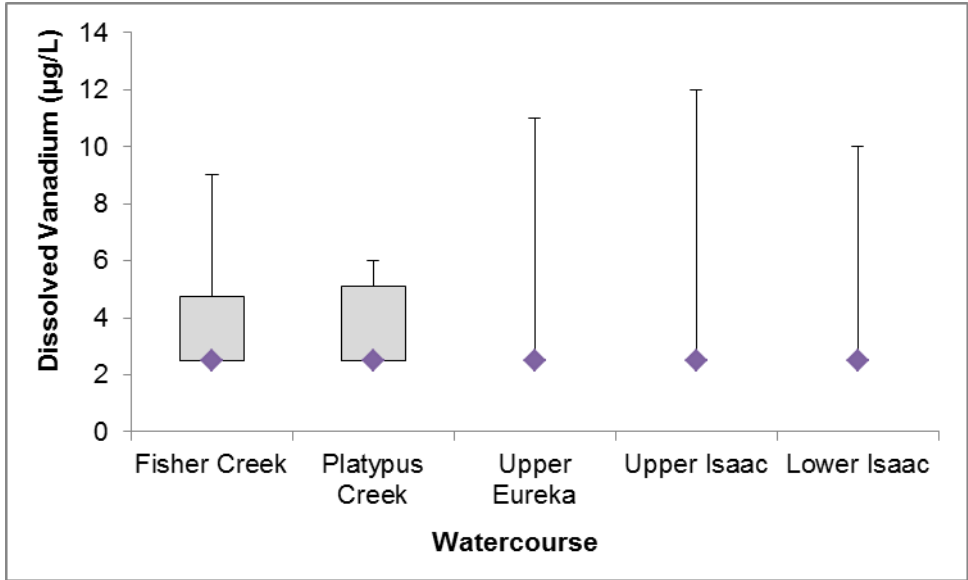 Dissolved Vanadium (µg/L)
14
12
10
8
6
4
2
0
Fisher Creek
Platypus
Creek
Upper
Eureka
Upper Isaac
Lower Isaac
Watercourse